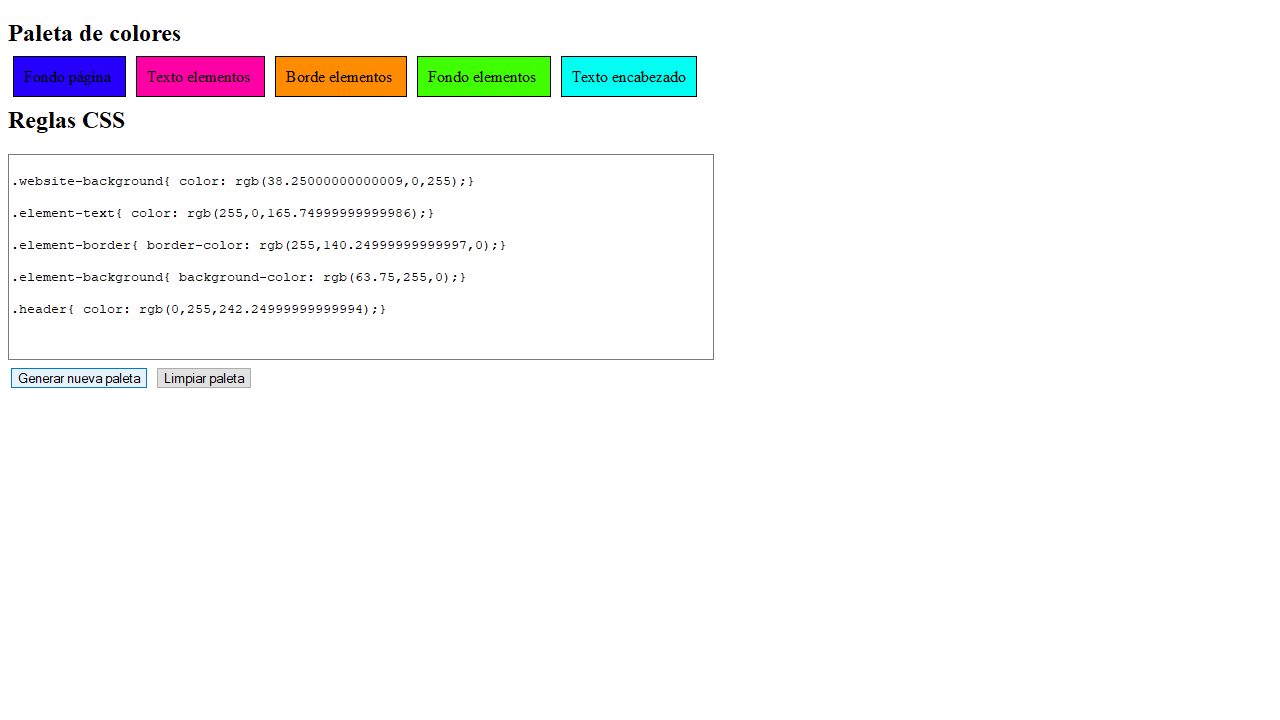 Paleta de colores
Fondo página Texto elementos Borde elementos Fondo elementos Texto encabezado
Reglas CSS
.website-background{ color: rgb(38.25000000000009,0,255);}
.element-text{ color: rgb(255,0,165.74999999999986);}
.element-border{ border-color: rgb(255,140.24999999999997,0);}
.element-background{ background-color: rgb(63.75,255,0);}
.header{ color: rgb(0,255,242.24999999999994);}
Generar nueva paleta Limpiar paleta